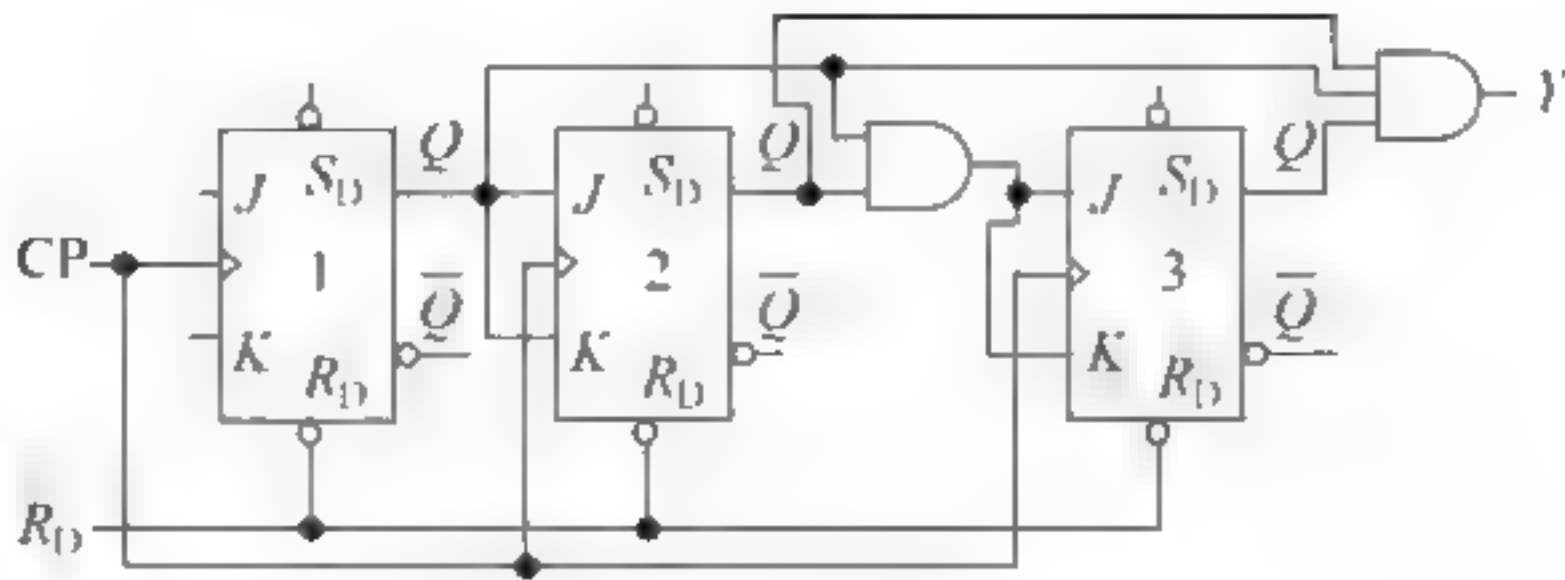 Q Q Q Y
J S_D J S_D J S_D
CP 1 2 3
Q̅ Q̅ Q̅
K R_D K R_D K R_D
R_D